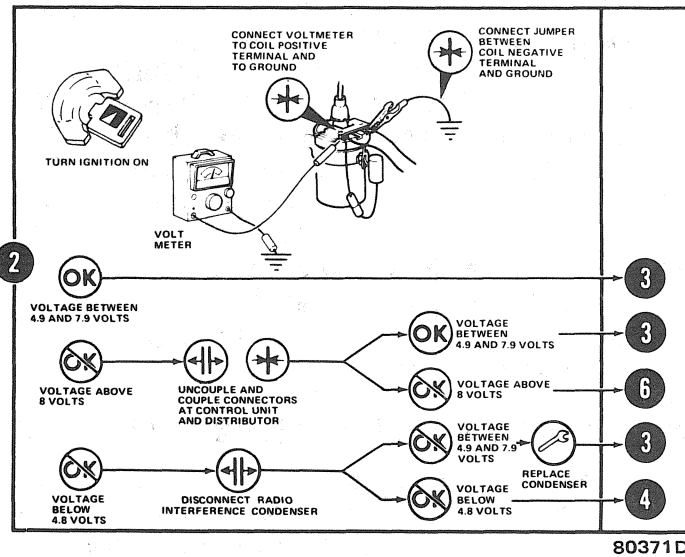 CONNECT VOLTMETER
TO COIL POSITIVE
TERMINAL AND
TO GROUND
CONNECT JUMPER
BETWEEN
COIL NEGATIVE
TERMINAL
AND GROUND
TURN IGNITION ON
VOLT
METER
2
OK
VOLTAGE BETWEEN
4.9 AND 7.9 VOLTS
3
OK
VOLTAGE ABOVE
8 VOLTS
UNCOUPLE AND
COUPLE CONNECTORS
AT CONTROL UNIT
AND DISTRIBUTOR
OK
VOLTAGE
BETWEEN
4.9 AND 7.9 VOLTS
3
OK
VOLTAGE ABOVE
8 VOLTS
6
OK
VOLTAGE
BELOW
4.8 VOLTS
DISCONNECT RADIO
INTERFERENCE CONDENSER
OK
VOLTAGE
BETWEEN
4.9 AND 7.9
VOLTS
REPLACE
CONDENSER
3
OK
VOLTAGE
BELOW
4.8 VOLTS
4
80371D